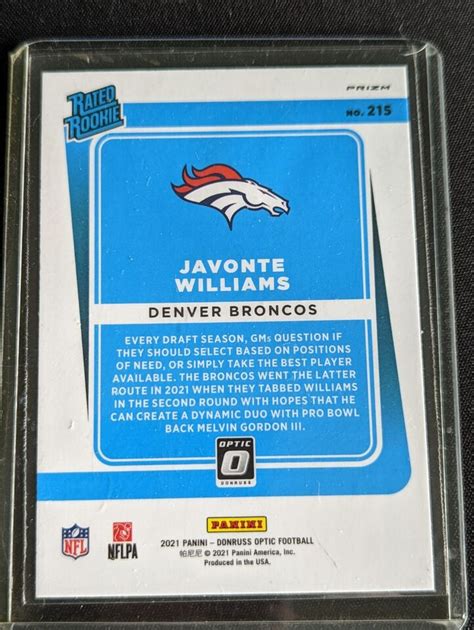 RATED
ROOKIE
PRIZM
NO. 215
JAVONTE
WILLIAMS
DENVER BRONCOS
EVERY DRAFT SEASON, GMs QUESTION IF
THEY SHOULD SELECT BASED ON POSITIONS
OF NEED, OR SIMPLY TAKE THE BEST PLAYER
AVAILABLE. THE BRONCOS WENT THE LATTER
ROUTE IN 2021 WHEN THEY TABBED WILLIAMS
IN THE SECOND ROUND WITH HOPES THAT HE
CAN CREATE A DYNAMIC DUO WITH PRO BOWL
BACK MELVIN GORDON III.
OPTIC
DONRUSS
NFL
NFLPA
PANINI
2021 PANINI – DONRUSS OPTIC FOOTBALL
帕尼尼 © 2021 Panini America, Inc.
Produced in the USA.